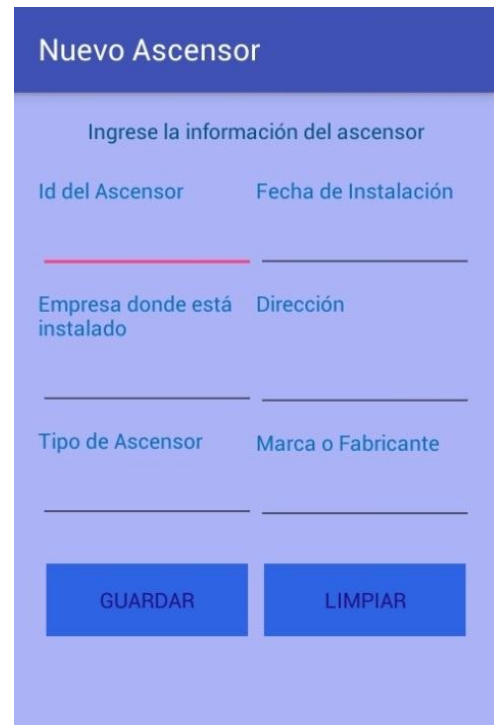 Nuevo Ascensor
Ingrese la información del ascensor
Id del Ascensor
Fecha de Instalación
Empresa donde está
instalado
Dirección
Tipo de Ascensor
Marca o Fabricante
GUARDAR
LIMPIAR